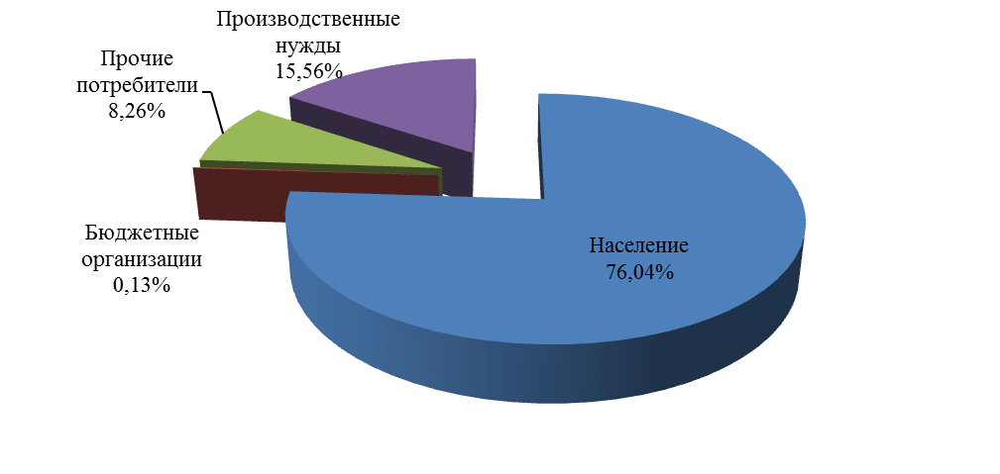 Производственные
нужды
15,56%
Прочие
потребители
8,26%
Бюджетные
организации
0,13%
Население
76,04%